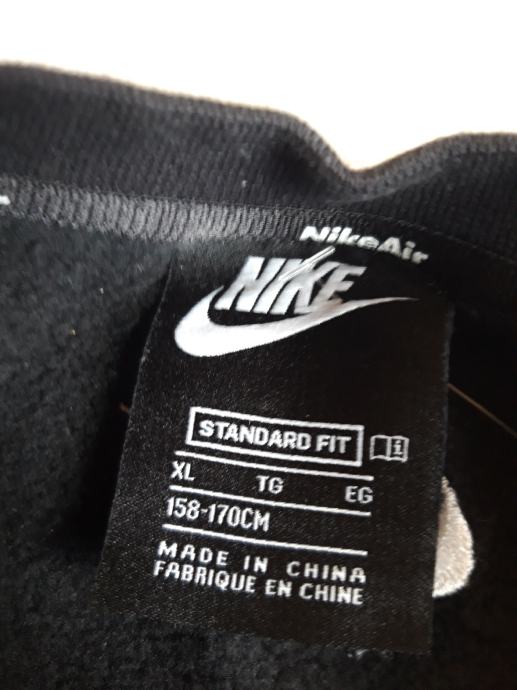 NikeAir
NIKE
STANDARD FIT
XL TG EG
158-170CM
MADE IN CHINA
FABRIQUE EN CHINE